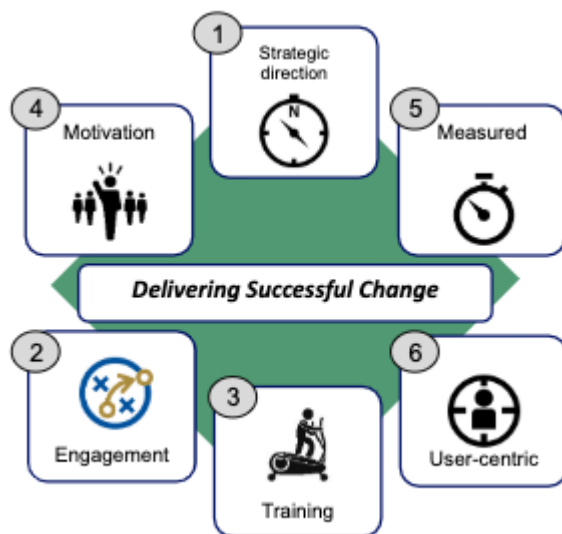 1
Strategic
direction
N
4
Motivation
5
Measured
Delivering Successful Change
2
Engagement
3
Training
6
User-centric